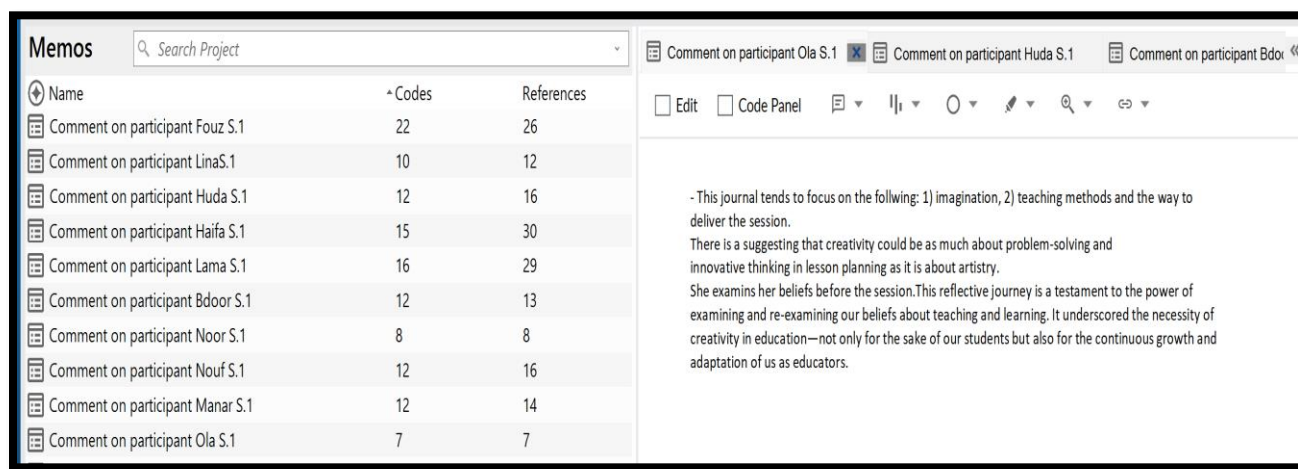 Memos
Search Project
Name Codes References
Comment on participant Fouz S.1 22 26
Comment on participant LinaS.1 10 12
Comment on participant Huda S.1 12 16
Comment on participant Haifa S.1 15 30
Comment on participant Lama S.1 16 29
Comment on participant Bdoor S.1 12 13
Comment on participant Noor S.1 8 8
Comment on participant Nouf S.1 12 16
Comment on participant Manar S.1 12 14
Comment on participant Ola S.1 7 7
Comment on participant Ola S.1 Comment on participant Huda S.1 Comment on participant Bdoo
Edit Code Panel
- This journal tends to focus on the follwing: 1) imagination, 2) teaching methods and the way to
deliver the session.
There is a suggesting that creativity could be as much about problem-solving and
innovative thinking in lesson planning as it is about artistry.
She examins her beliefs before the session.This reflective journey is a testament to the power of
examining and re-examining our beliefs about teaching and learning. It underscored the necessity of
creativity in education—not only for the sake of our students but also for the continuous growth and
adaptation of us as educators.